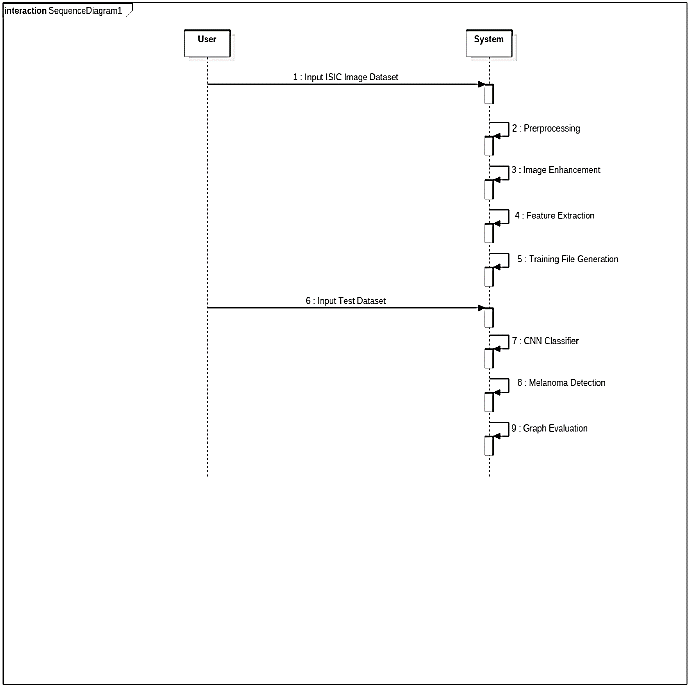 interaction SequenceDiagram1
User
System
1 : Input ISIC Image Dataset
2 : Prerprocessing
3 : Image Enhancement
4 : Feature Extraction
5 : Training File Generation
6 : Input Test Dataset
7 : CNN Classifier
8 : Melanoma Detection
9 : Graph Evaluation